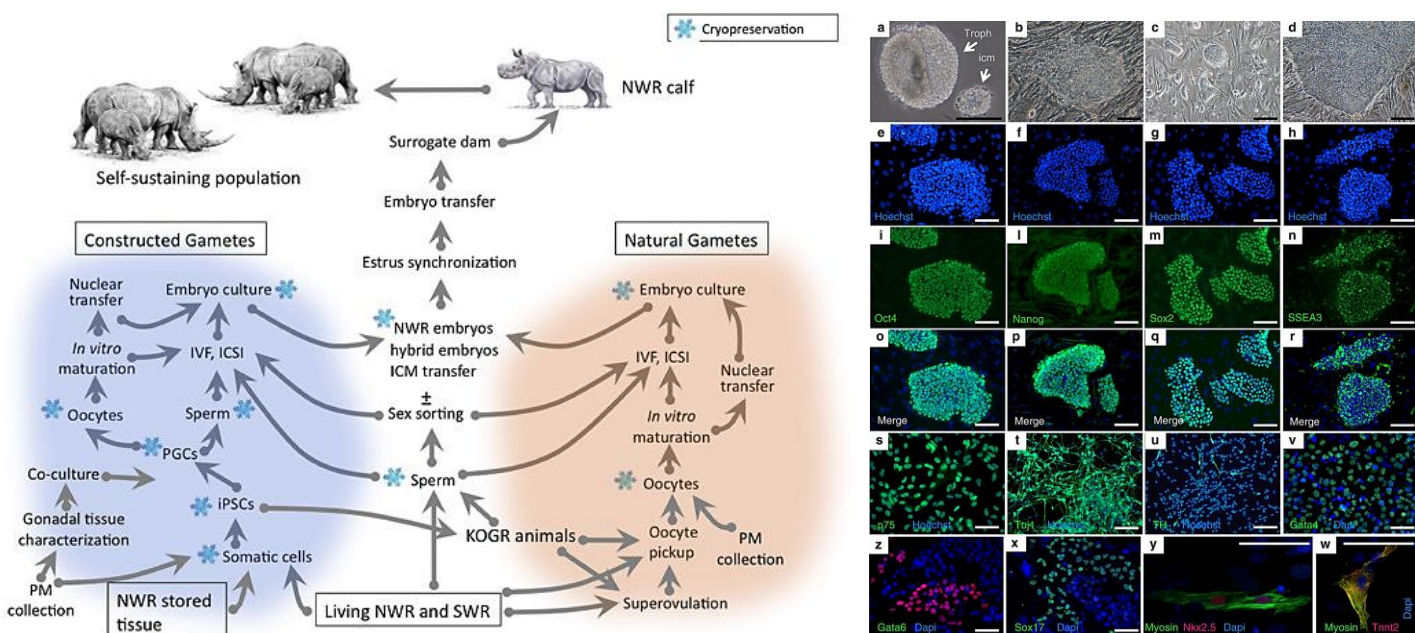 Cryopreservation
NWR calf
Surrogate dam
Self-sustaining population
Embryo transfer
Constructed Gametes
Natural Gametes
Estrus synchronization
Nuclear
transfer
Embryo culture
Embryo culture
NWR embryos
hybrid embryos
ICM transfer
In vitro
maturation
IVF, ICSI
IVF, ICSI
Nuclear
transfer
±
Sex sorting
Oocytes
Sperm
In vitro
maturation
PGCs
Co-culture
Sperm
Oocytes
iPSCs
Gonadal tissue
characterization
KOGR animals
Oocyte
pickup
PM
collection
Somatic cells
PM
collection
NWR stored
tissue
Living NWR and SWR
Superovulation
a
Troph
icm
b
c
d
e
Hoechst
f
Hoechst
g
Hoechst
h
Hoechst
i
Oct4
l
Nanog
m
Sox2
n
SSEA3
o
Merge
p
Merge
q
Merge
r
Merge
s
p75 Hoechst
t
Tuj1
u
TH Hoechst
v
Gata4 Dapi
z
Gata6 Dapi
x
Sox17 Dapi
y
Myosin Nkx2.5 Dapi
w
Myosin Tnnt2
Dapi